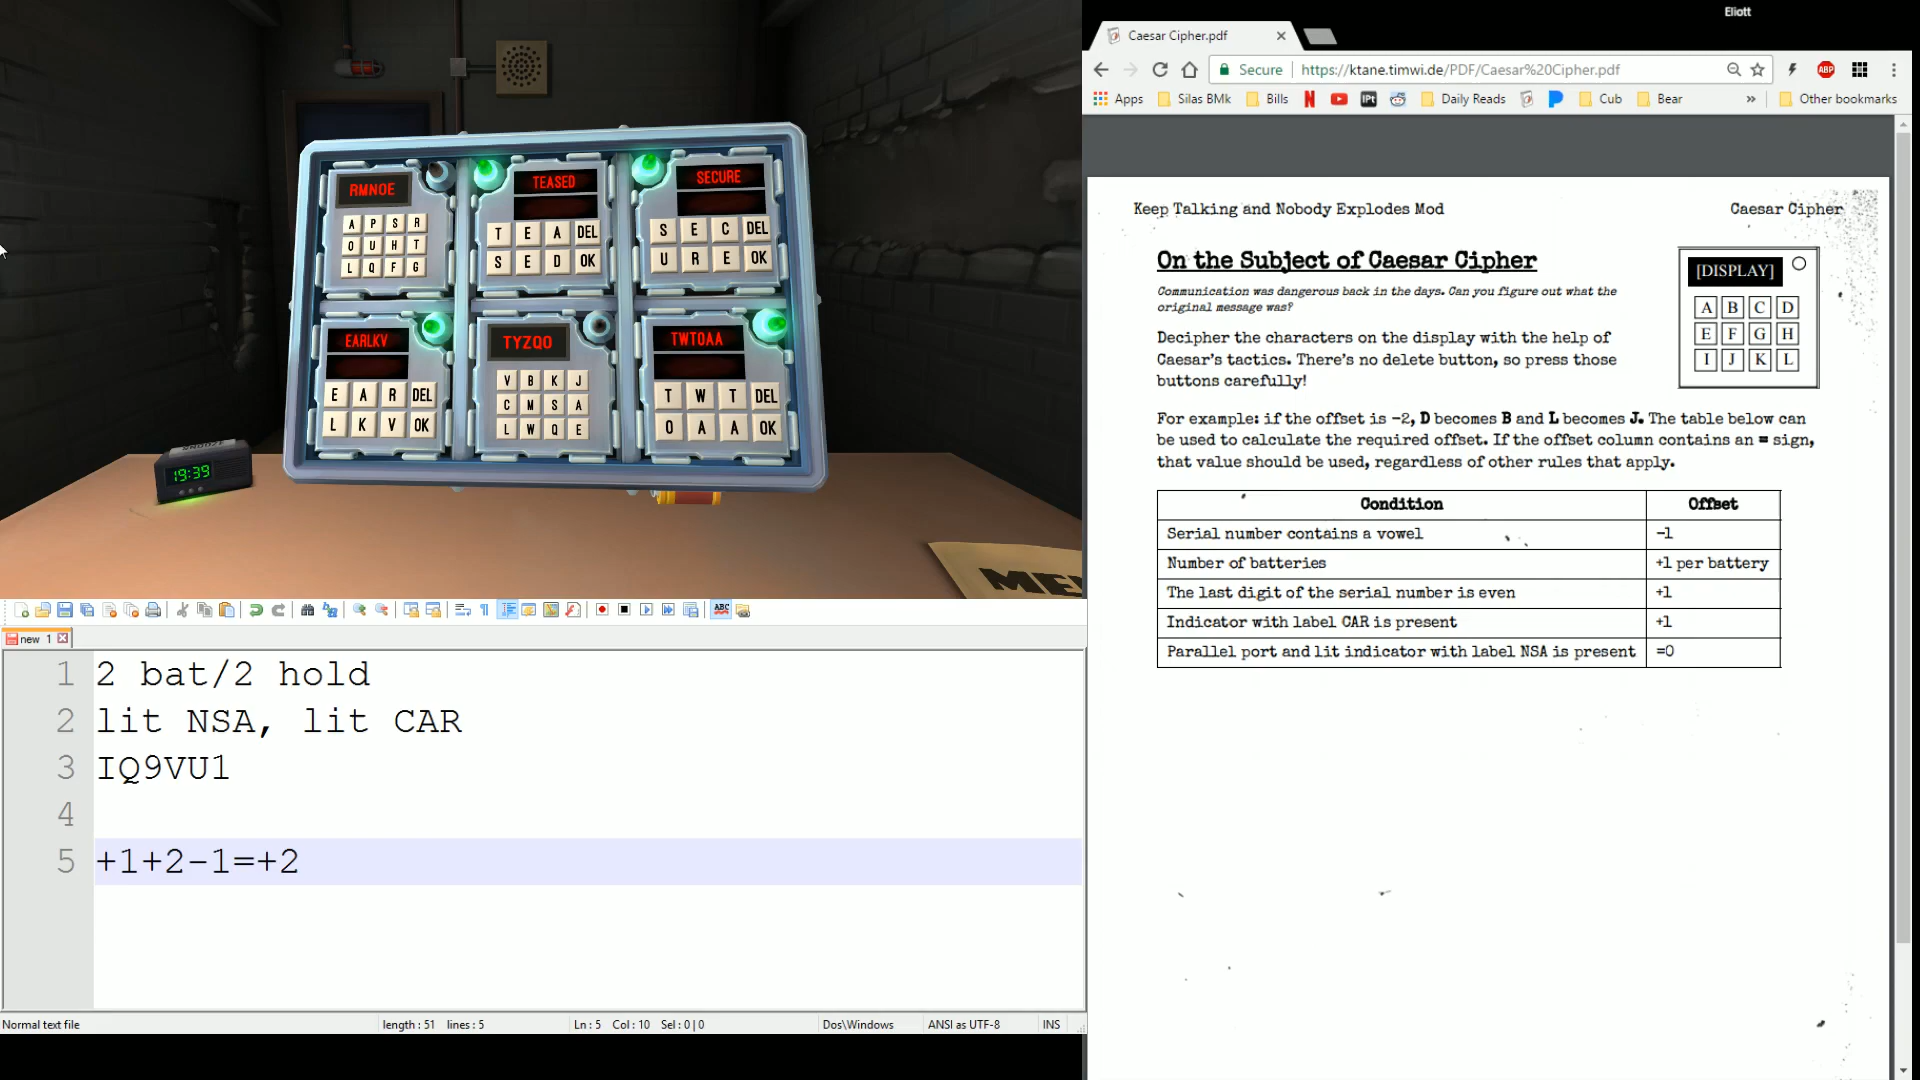 RMNOE
A P S R
O U H T
L Q F G
TEASED
T E A DEL
S E D OK
SECURE
S E C DEL
U R E OK
EARLKV
E A R DEL
L K V OK
TYZQO
V B K J
C M S A
L W Q E
TWTOAA
T W T DEL
O A A OK
SNOOZE
19:39
new 1
1 2 bat/2 hold
2 lit NSA, lit CAR
3 IQ9VU1
4
5 +1+2-1=+2
Normal text file length : 51 lines : 5 Ln : 5 Col : 10 Sel : 0 | 0 Dos\Windows ANSI as UTF-8 INS
Eliott
Caesar Cipher.pdf
Secure https://ktane.timwi.de/PDF/Caesar%20Cipher.pdf ABP
Apps Silas BMk Bills N IPt Daily Reads Cub Bear » Other bookmarks
Keep Talking and Nobody Explodes Mod Caesar Cipher
On the Subject of Caesar Cipher
Communication was dangerous back in the days. Can you figure out what the
original message was?
Decipher the characters on the display with the help of
Caesar's tactics. There's no delete button, so press those
buttons carefully!
[DISPLAY]
A B C D
E F G H
I J K L
For example: if the offset is -2, D becomes B and L becomes J. The table below can
be used to calculate the required offset. If the offset column contains an = sign,
that value should be used, regardless of other rules that apply.
Condition Offset
Serial number contains a vowel -1
Number of batteries +1 per battery
The last digit of the serial number is even +1
Indicator with label CAR is present +1
Parallel port and lit indicator with label NSA is present =0